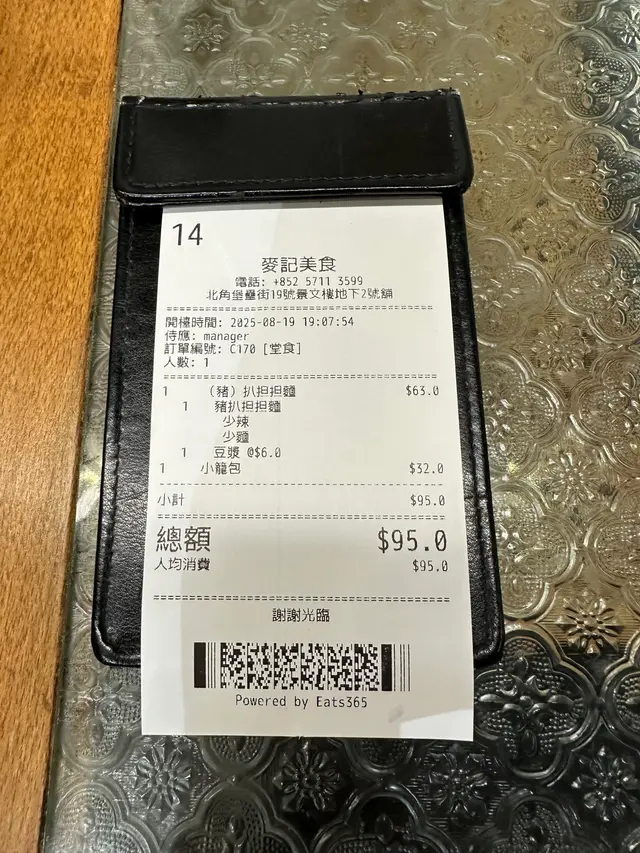 14
麥記美食
電話: +852 5711 3599
北角堡壘街19號景文樓地下2號舖
開檯時間: 2025-08-19 19:07:54
侍應: manager
訂單編號: C170 [堂食]
人數: 1
1 （豬）扒担担麵 $63.0
1 豬扒担担麵
少辣
少麵
1 豆漿 @$6.0
1 小籠包 $32.0
小計 $95.0
總額 $95.0
人均消費 $95.0
謝謝光臨
Powered by Eats365